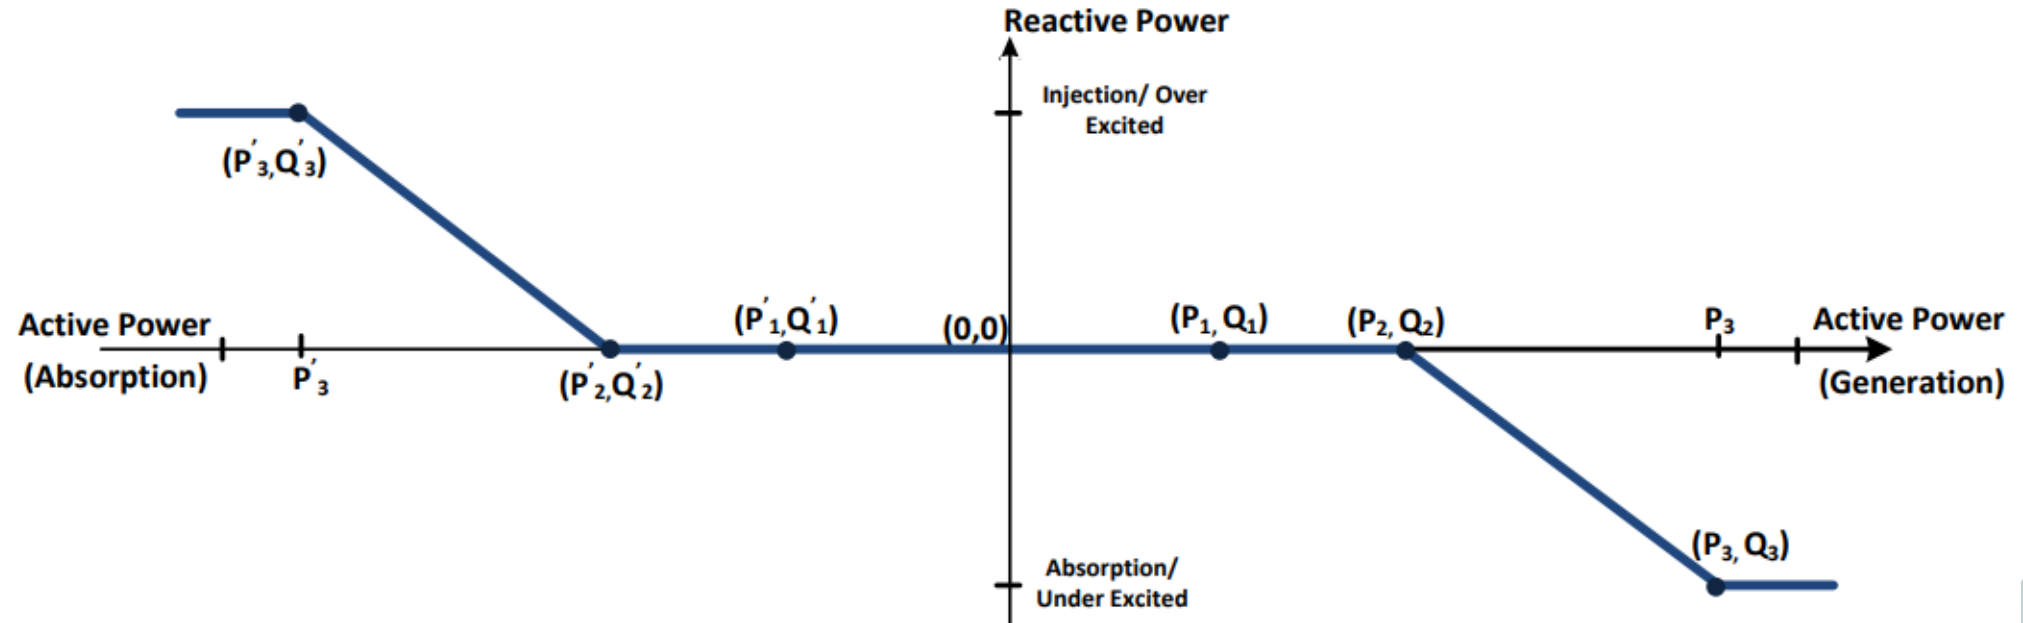 Reactive Power
Injection/ Over
Excited
(P'₃,Q'₃)
(P'₁,Q'₁)
(0,0)
(P₁, Q₁)
(P₂, Q₂)
P₃
Active Power
(Absorption)
P'₃
(P'₂,Q'₂)
Active Power
(Generation)
(P₃, Q₃)
Absorption/
Under Excited